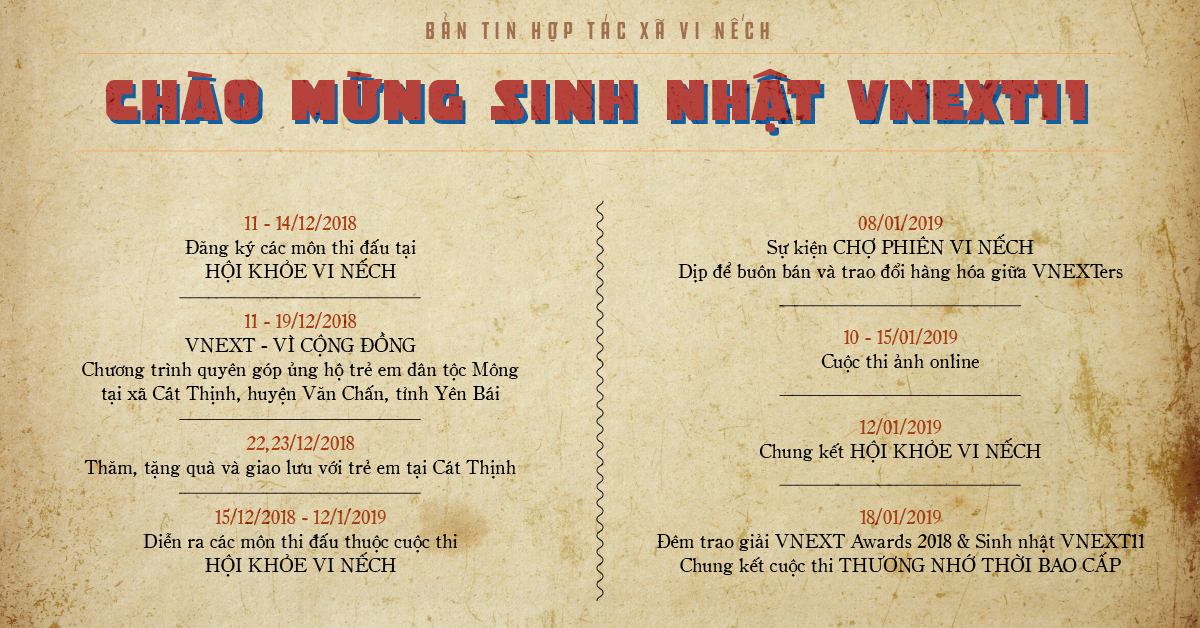 BẢN TIN HỢP TÁC XÃ VI NẾCH
CHÀO MỪNG SINH NHẬT VNEXT11
11 - 14/12/2018
Đăng ký các môn thi đấu tại
HỘI KHỎE VI NẾCH
11 - 19/12/2018
VNEXT - VÌ CỘNG ĐỒNG
Chương trình quyên góp ủng hộ trẻ em dân tộc Mông
tại xã Cát Thịnh, huyện Văn Chấn, tỉnh Yên Bái
22,23/12/2018
Thăm, tặng quà và giao lưu với trẻ em tại Cát Thịnh
15/12/2018 - 12/1/2019
Diễn ra các môn thi đấu thuộc cuộc thi
HỘI KHỎE VI NẾCH
08/01/2019
Sự kiện CHỢ PHIÊN VI NẾCH
Dịp để buôn bán và trao đổi hàng hóa giữa VNEXTers
10 - 15/01/2019
Cuộc thi ảnh online
12/01/2019
Chung kết HỘI KHỎE VI NẾCH
18/01/2019
Đêm trao giải VNEXT Awards 2018 & Sinh nhật VNEXT11
Chung kết cuộc thi THƯƠNG NHỚ THỜI BAO CẤP